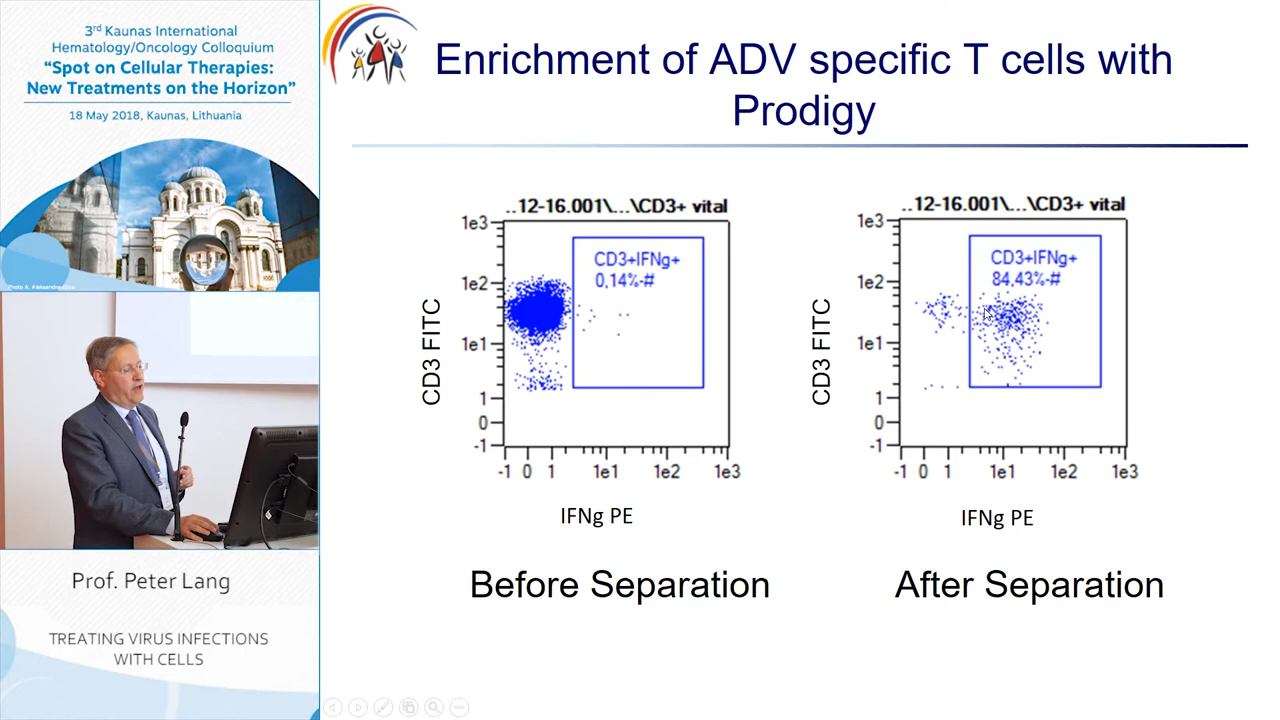 3rd Kaunas International
Hematology/Oncology Colloquium
“Spot on Cellular Therapies:
New Treatments on the Horizon”
18 May 2018, Kaunas, Lithuania
Prof. Peter Lang
TREATING VIRUS INFECTIONS
WITH CELLS
Enrichment of ADV specific T cells with
Prodigy
..12-16.001\...\CD3+ vital
CD3+IFNg+
0,14%-#
1e3
1e2
1e1
1
0
-1
-1 0 1 1e1 1e2 1e3
CD3 FITC
IFNg PE
Before Separation
..12-16.001\...\CD3+ vital
CD3+IFNg+
84,43%-#
1e3
1e2
1e1
1
0
-1
-1 0 1 1e1 1e2 1e3
CD3 FITC
IFNg PE
After Separation